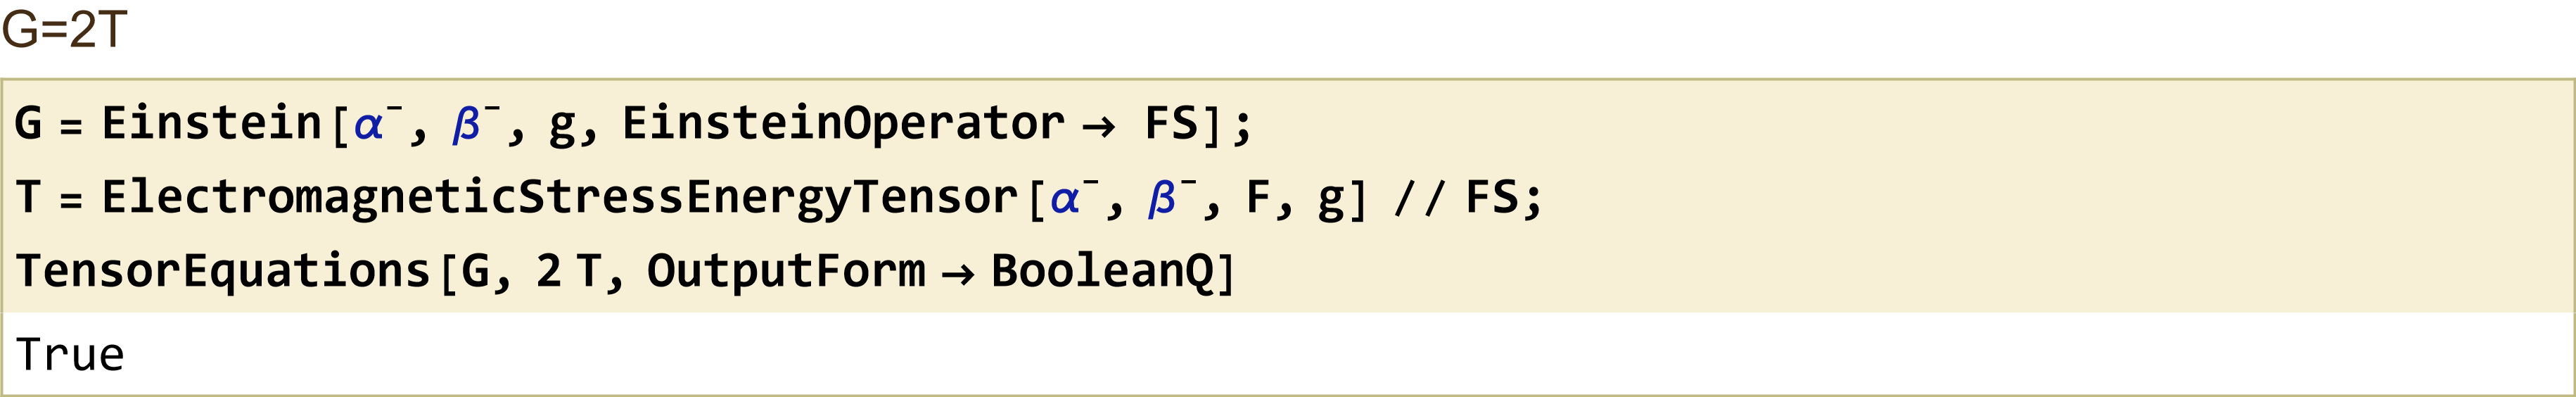 G=2T
G = Einstein[α⁻, β⁻, g, EinsteinOperator → FS];
T = ElectromagneticStressEnergyTensor[α⁻, β⁻, F, g] // FS;
TensorEquations[G, 2 T, OutputForm → BooleanQ]
True